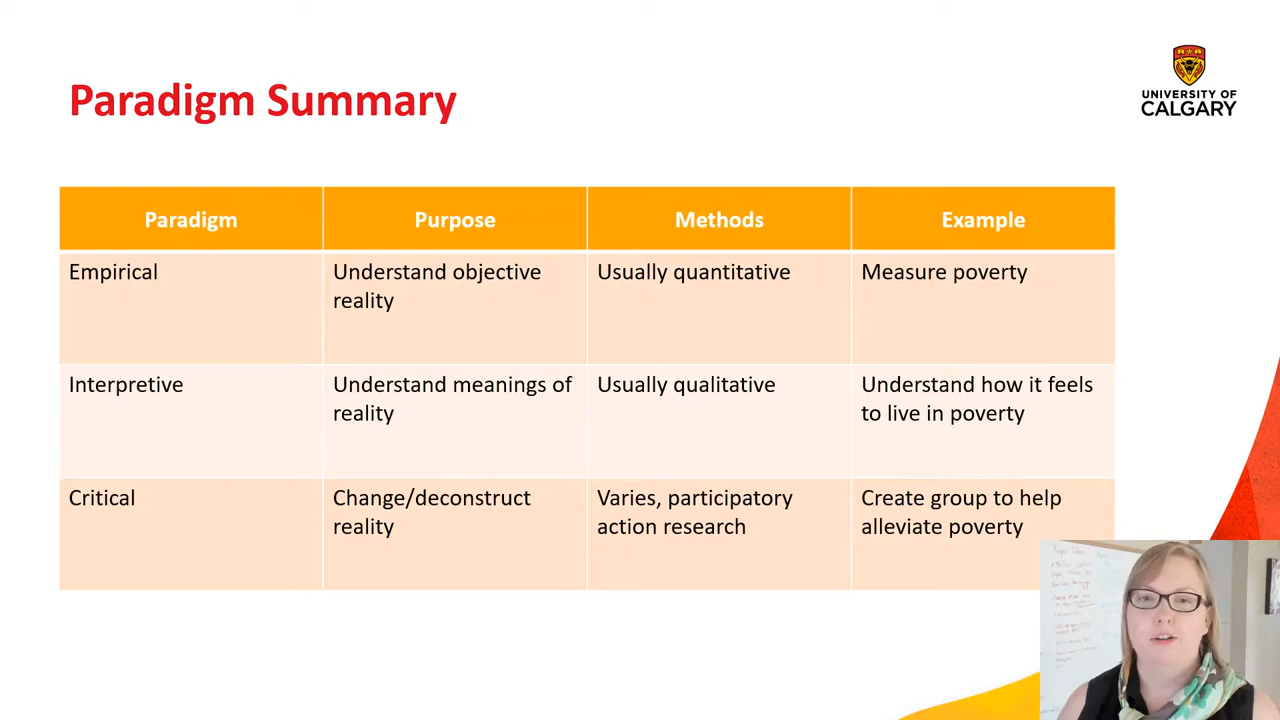 Paradigm Summary
UNIVERSITY OF
CALGARY
Paradigm
Purpose
Methods
Example
Empirical
Understand objective
reality
Usually quantitative
Measure poverty
Interpretive
Understand meanings of
reality
Usually qualitative
Understand how it feels
to live in poverty
Critical
Change/deconstruct
reality
Varies, participatory
action research
Create group to help
alleviate poverty